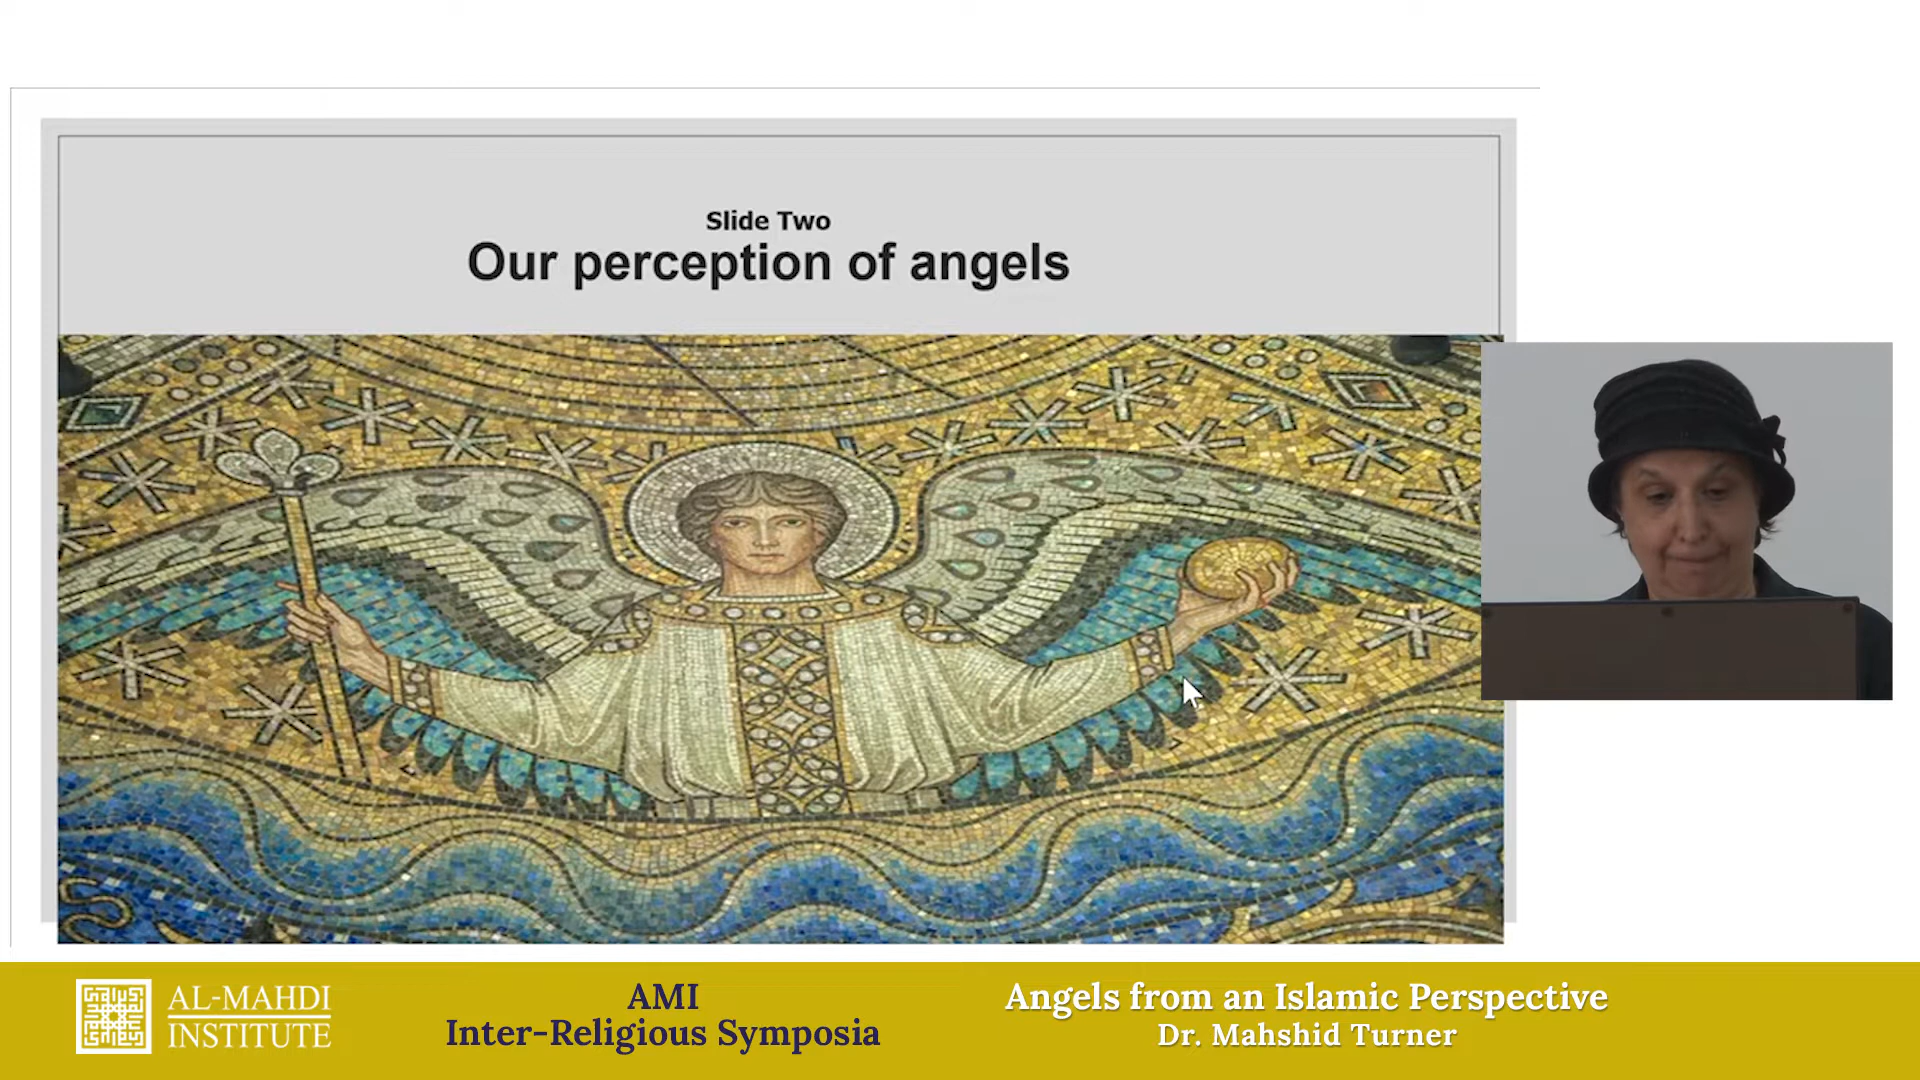 Slide Two
Our perception of angels
AL-MAHDI
INSTITUTE
AMI
Inter-Religious Symposia
Angels from an Islamic Perspective
Dr. Mahshid Turner